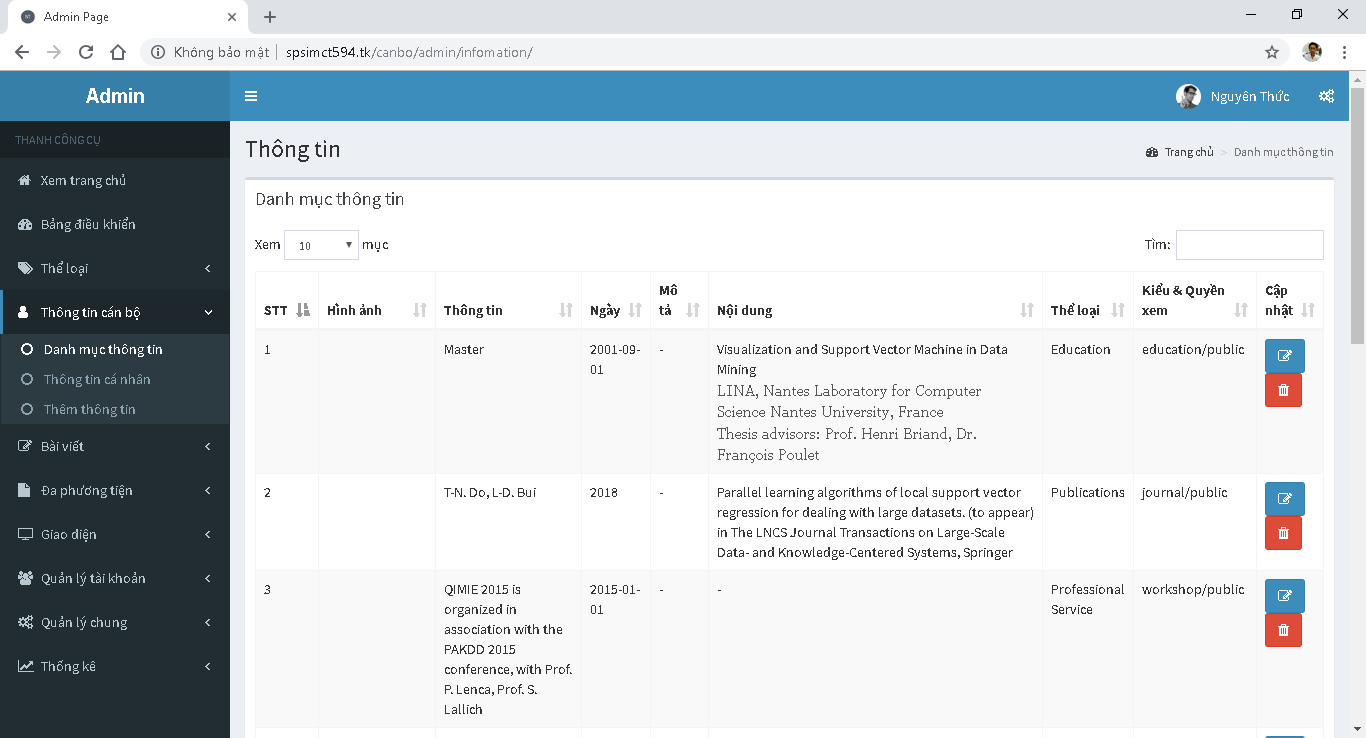 Admin Page
Không bảo mật | spsimct594.tk/canbo/admin/infomation/
Admin
Nguyên Thức
THANH CÔNG CỤ
Xem trang chủ
Bảng điều khiển
Thể loại
Thông tin cán bộ
Danh mục thông tin
Thông tin cá nhân
Thêm thông tin
Bài viết
Đa phương tiện
Giao diện
Quản lý tài khoản
Quản lý chung
Thống kê
Thông tin
Trang chủ > Danh mục thông tin
Danh mục thông tin
Xem 10 mục
Tìm:
STT Hình ảnh Thông tin Ngày Mô tả Nội dung Thể loại Kiểu & Quyền xem Cập nhật
1
Master
2001-09-
01
-
Visualization and Support Vector Machine in Data
Mining
LINA, Nantes Laboratory for Computer
Science Nantes University, France
Thesis advisors: Prof. Henri Briand, Dr.
François Poulet
Education
education/public
2
T-N. Do, L-D. Bui
2018
-
Parallel learning algorithms of local support vector
regression for dealing with large datasets. (to appear)
in The LNCS Journal Transactions on Large-Scale
Data- and Knowledge-Centered Systems, Springer
Publications
journal/public
3
QIMIE 2015 is
organized in
association with the
PAKDD 2015
conference, with Prof.
P. Lenca, Prof. S.
Lallich
2015-01-
01
-
-
Professional
Service
workshop/public